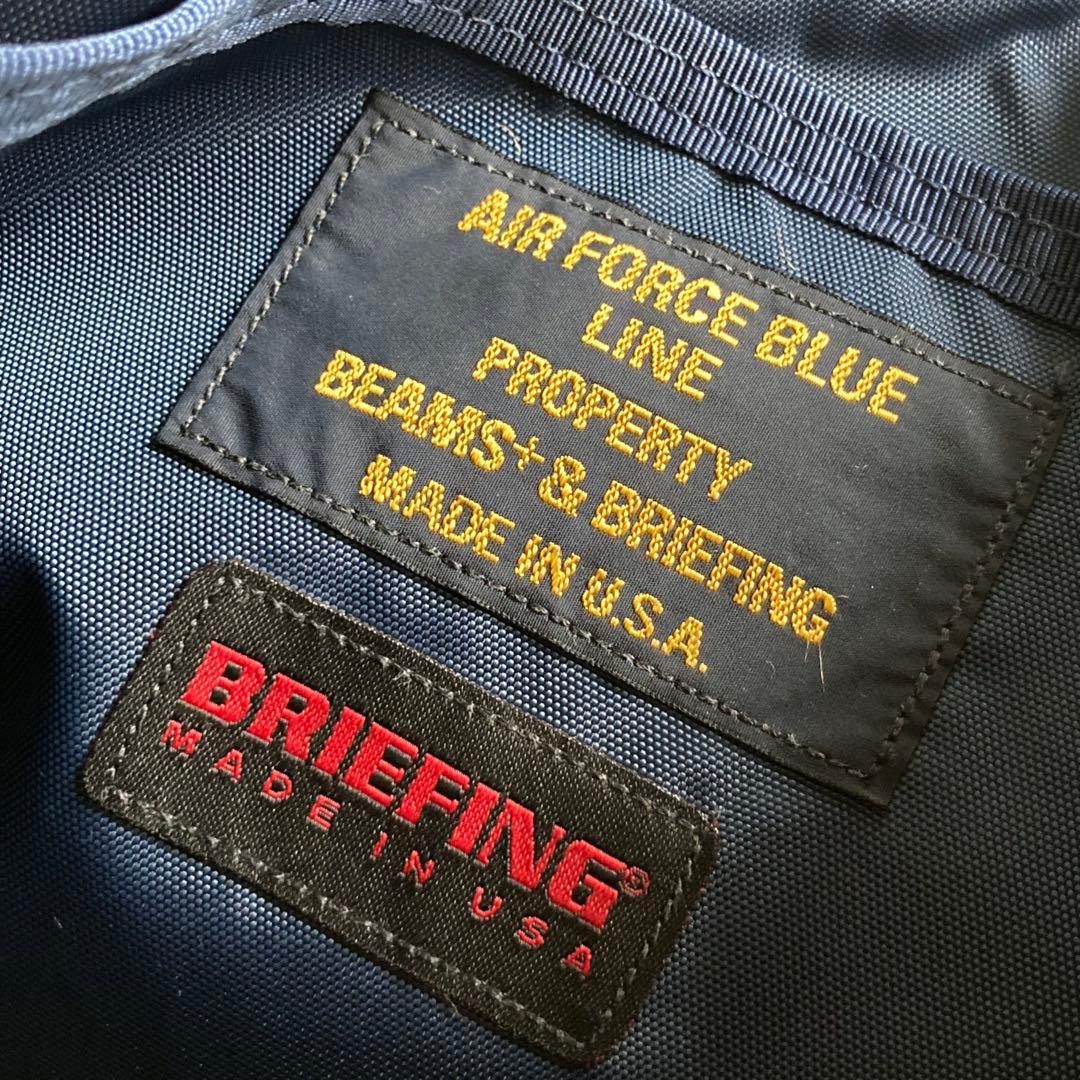 AIR FORCE BLUE
LINE
PROPERTY
BEAMS+ & BRIEFING
MADE IN U.S.A.
BRIEFING®
MADE IN USA